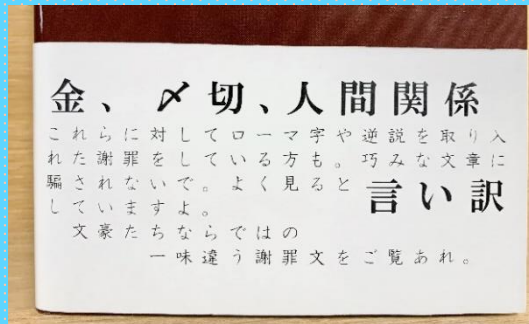 金、〆切、人間関係
これらに対してローマ字や逆説を取り入
れた謝罪をしている方も。巧みな文章に
騙されないで。よく見ると言い訳
していますよ。
文豪たちならではの
一味違う謝罪文をご覧あれ。